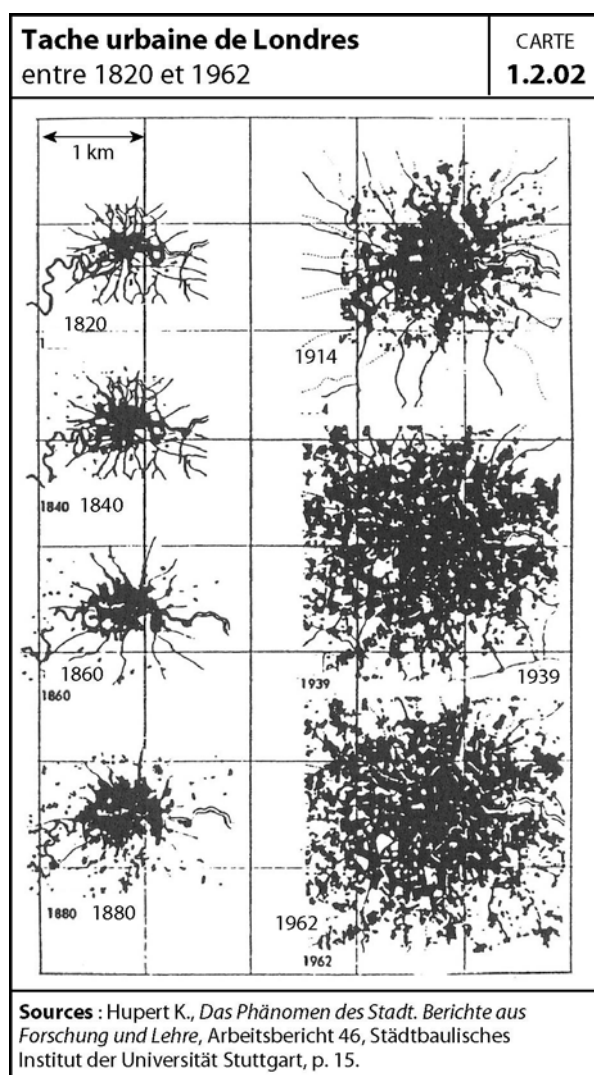 Tache urbaine de Londres
entre 1820 et 1962
CARTE
1.2.02
1 km
1820
1
1840 1840
1860
1860
1880 1880
1914
1939
1939
1962
1962
Sources : Hupert K., Das Phänomen des Stadt. Berichte aus
Forschung und Lehre, Arbeitsbericht 46, Städtbaulisches
Institut der Universität Stuttgart, p. 15.